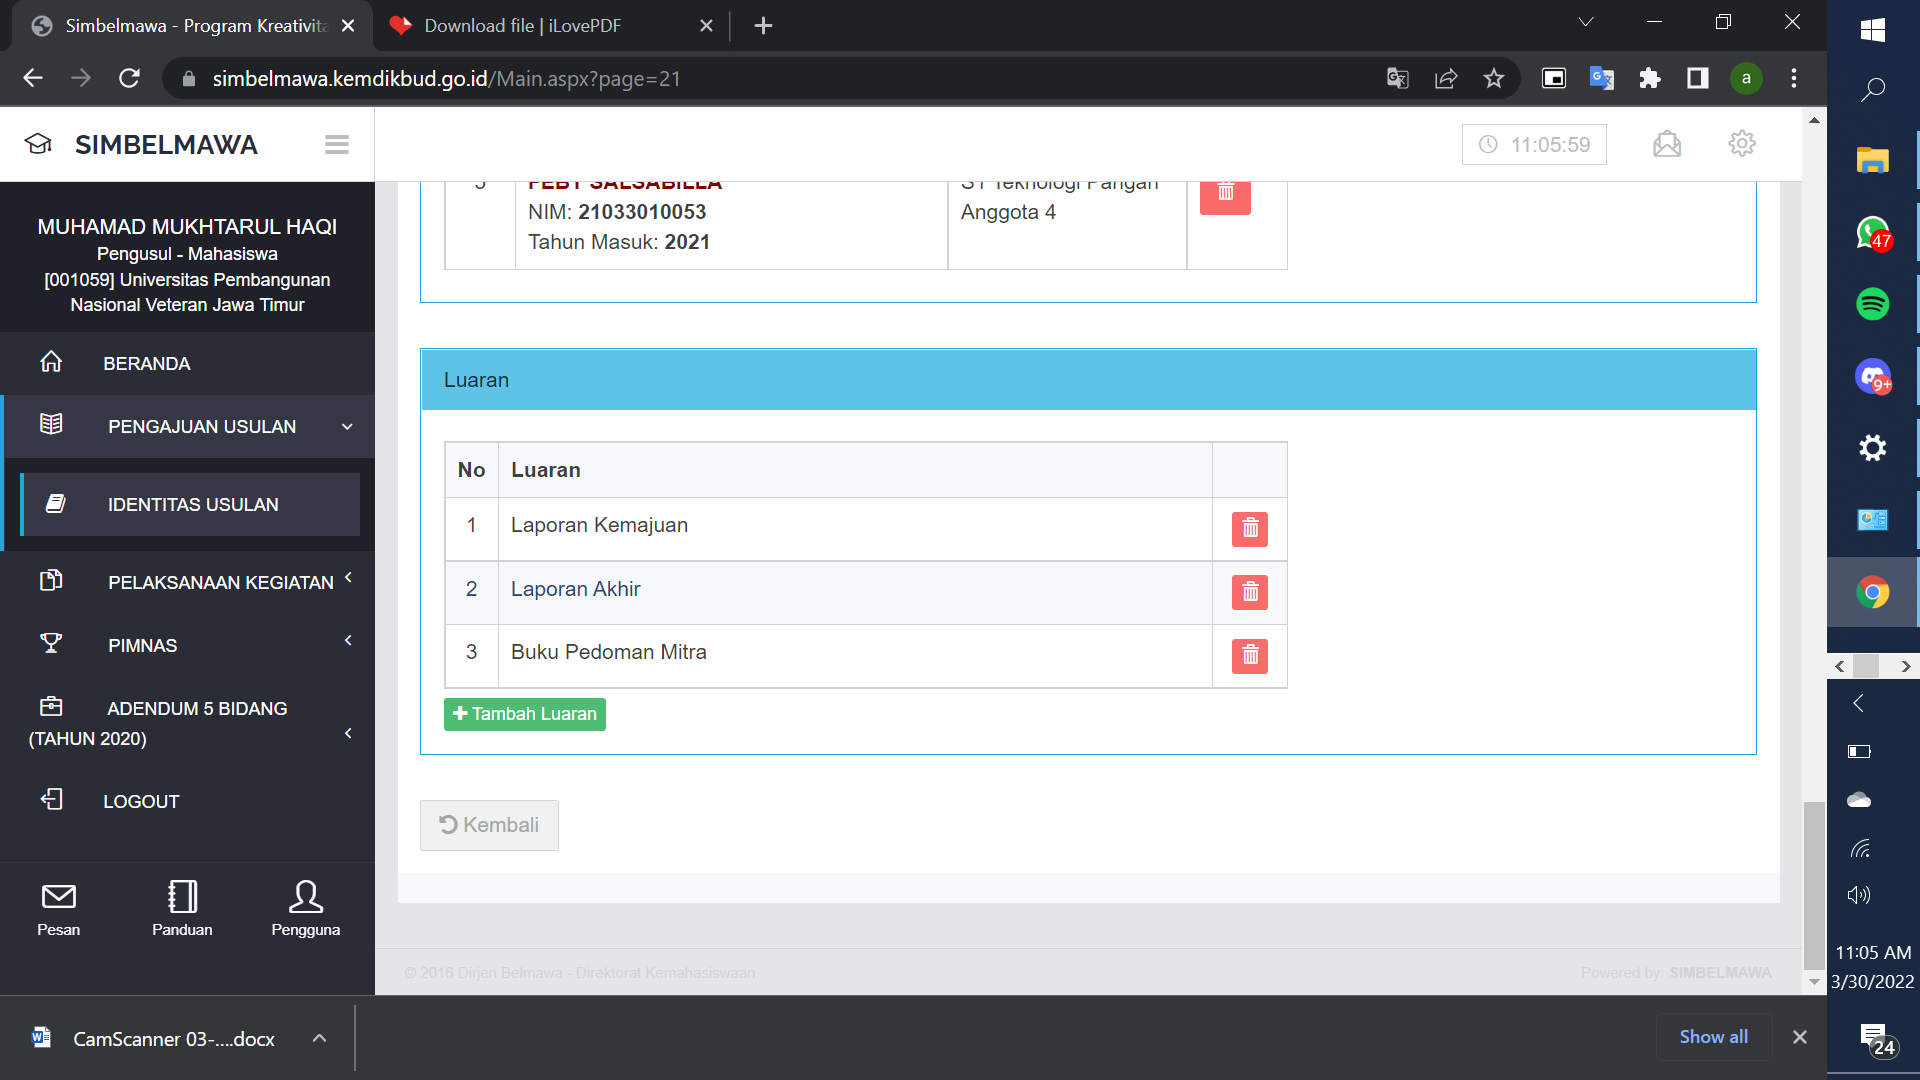 Simbelmawa - Program Kreativita
Download file | iLovePDF
simbelmawa.kemdikbud.go.id/Main.aspx?page=21
a
SIMBELMAWA
11:05:59
MUHAMAD MUKHTARUL HAQI
Pengusul - Mahasiswa
[001059] Universitas Pembangunan
Nasional Veteran Jawa Timur
BERANDA
PENGAJUAN USULAN
IDENTITAS USULAN
PELAKSANAAN KEGIATAN
PIMNAS
ADENDUM 5 BIDANG
(TAHUN 2020)
LOGOUT
Pesan
Panduan
Pengguna
5
FEBY SALSABILLA
NIM: 21033010053
Tahun Masuk: 2021
S1 Teknologi Pangan
Anggota 4
Luaran
No Luaran
1 Laporan Kemajuan
2 Laporan Akhir
3 Buku Pedoman Mitra
Tambah Luaran
Kembali
© 2016 Dirjen Belmawa - Direktorat Kemahasiswaan
Powered by: SIMBELMAWA
CamScanner 03-....docx
Show all
47
9+
11:05 AM
3/30/2022
24